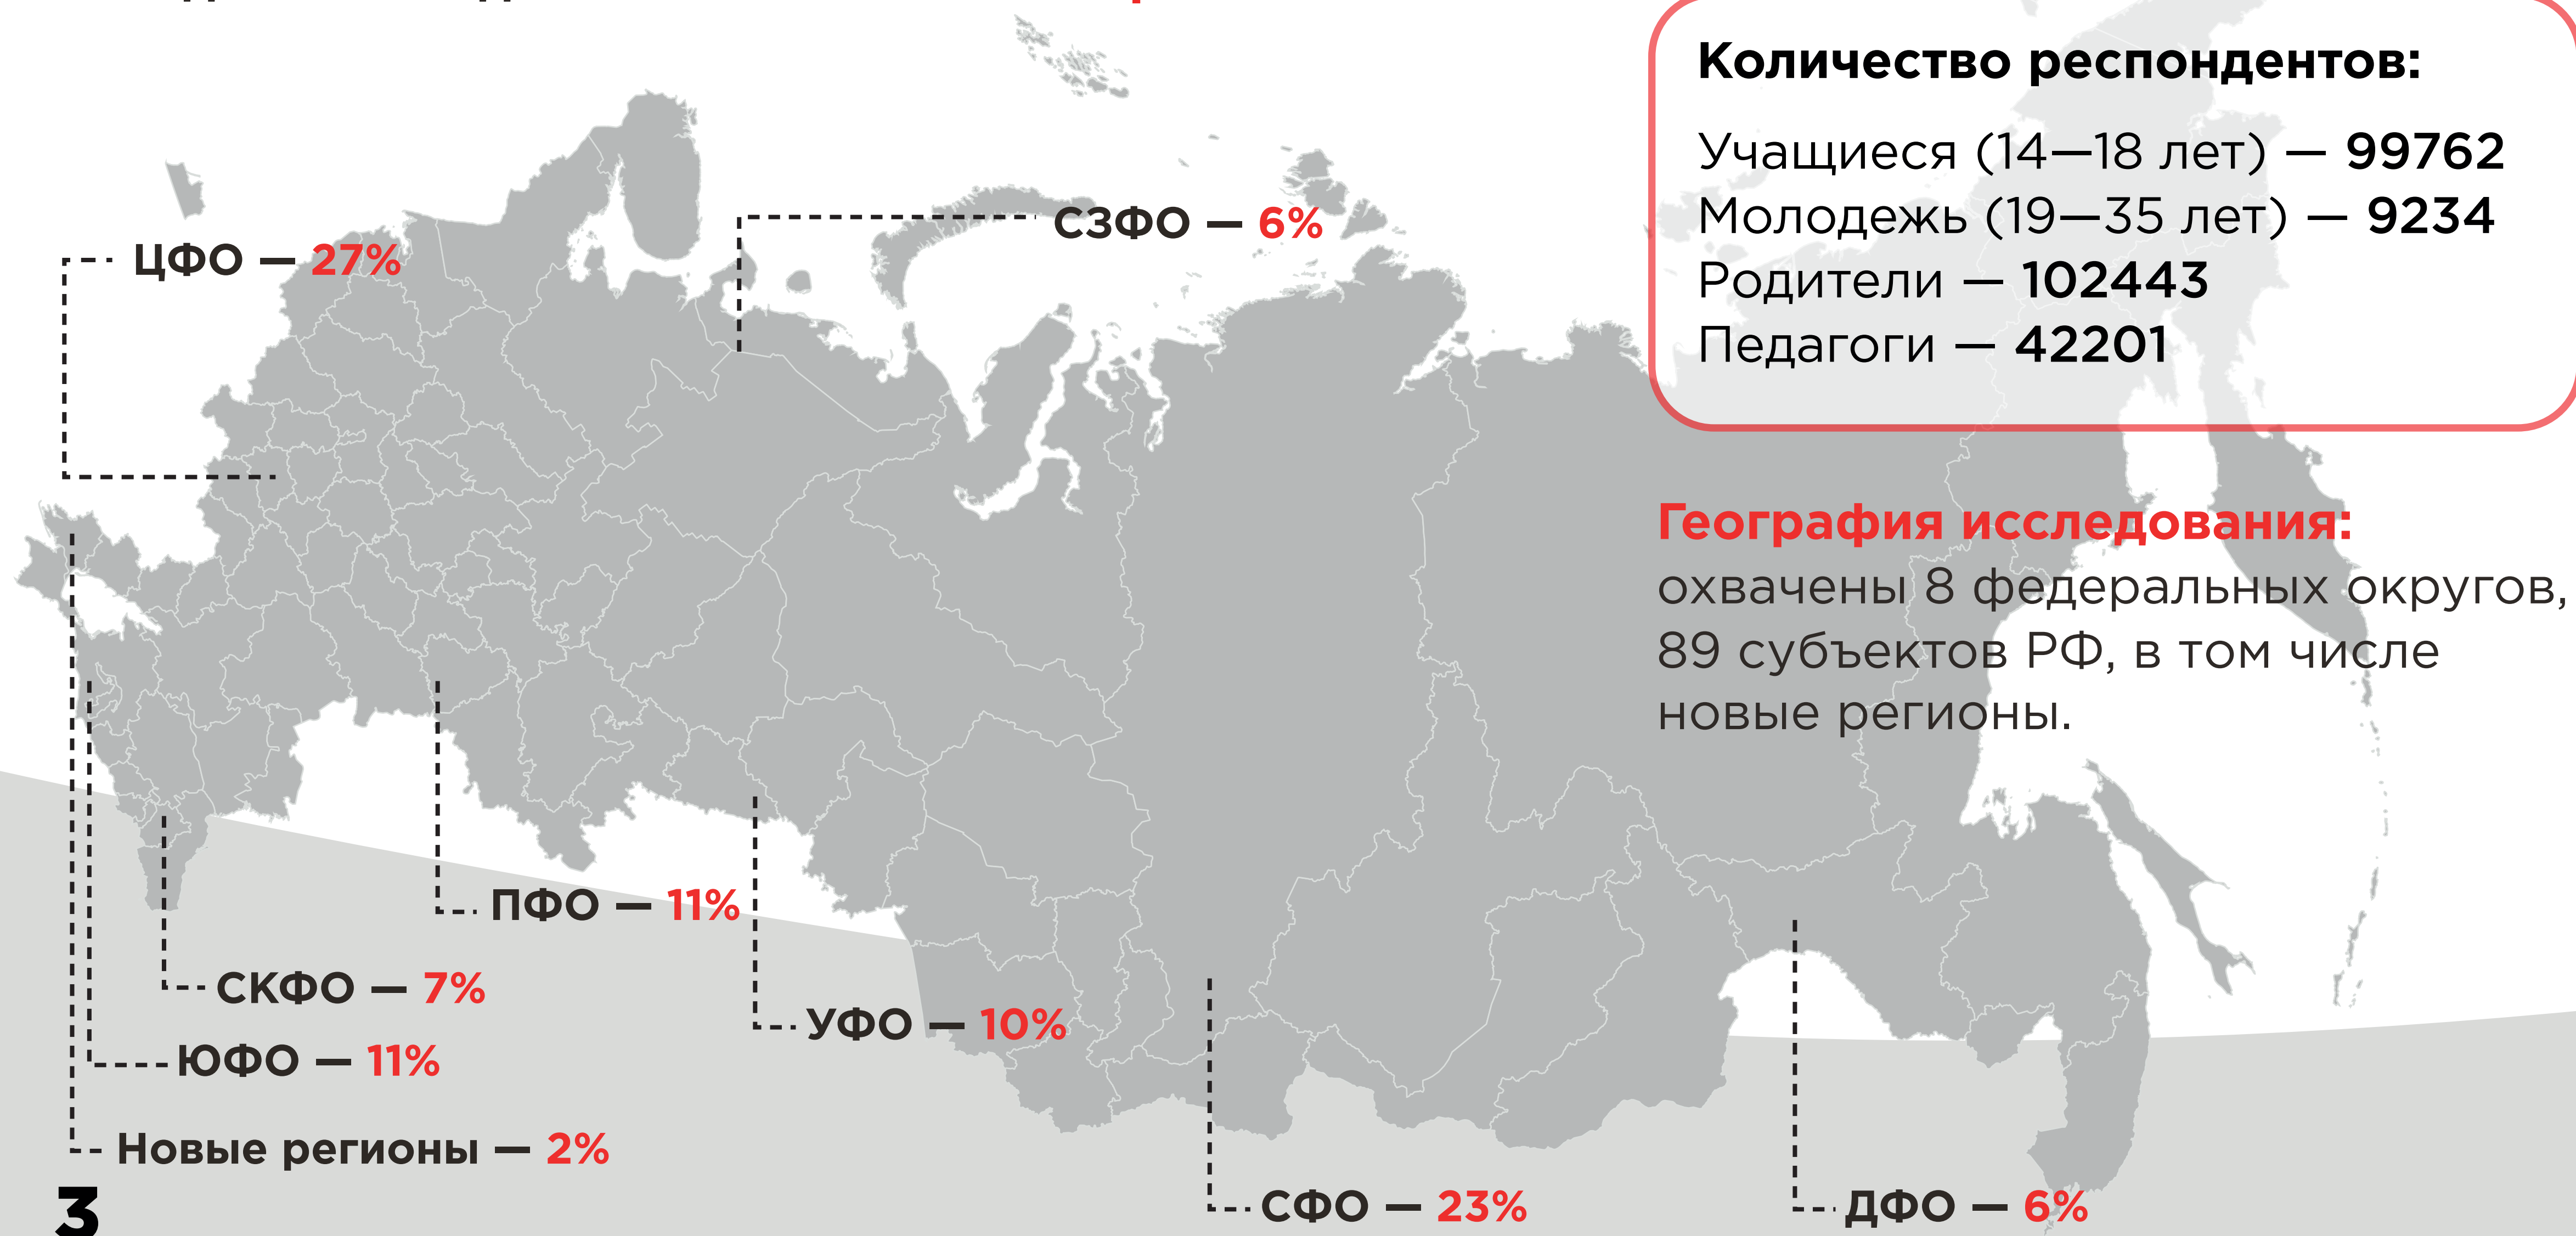 Количество респондентов:
Учащиеся (14—18 лет) — 99762
Молодежь (19—35 лет) — 9234
Родители — 102443
Педагоги — 42201
СЗФО — 6%
ЦФО — 27%
География исследования:
охвачены 8 федеральных округов,
89 субъектов РФ, в том числе
новые регионы.
ПФО — 11%
СКФО — 7%
УФО — 10%
ЮФО — 11%
Новые регионы — 2%
СФО — 23%
ДФО — 6%
3